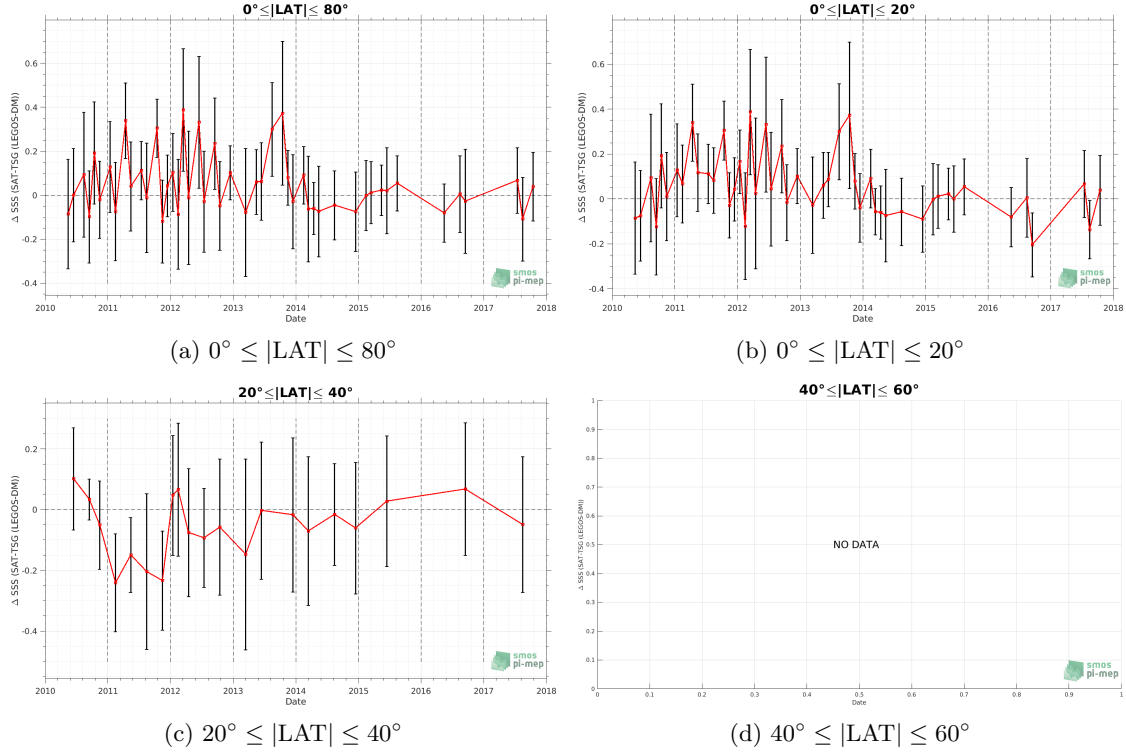 0°≤|LAT|≤ 80°
Δ SSS (SAT-TSG (LEGOS-DM))
0.6
0.4
0.2
0
-0.2
-0.4
2010 2011 2012 2013 2014 2015 2016 2017 2018
Date
smos
pi-mep
(a) 0° ≤ |LAT| ≤ 80°
0°≤|LAT|≤ 20°
Δ SSS (SAT-TSG (LEGOS-DM))
0.6
0.4
0.2
0
-0.2
-0.4
2010 2011 2012 2013 2014 2015 2016 2017 2018
Date
smos
pi-mep
(b) 0° ≤ |LAT| ≤ 20°
20°≤|LAT|≤ 40°
Δ SSS (SAT-TSG (LEGOS-DM))
0.2
0
-0.2
-0.4
2010 2011 2012 2013 2014 2015 2016 2017 2018
Date
smos
pi-mep
(c) 20° ≤ |LAT| ≤ 40°
40°≤|LAT|≤ 60°
Δ SSS (SAT-TSG (LEGOS-DM))
1
0.9
0.8
0.7
0.6
0.5
0.4
0.3
0.2
0.1
0
NO DATA
0 0.1 0.2 0.3 0.4 0.5 0.6 0.7 0.8 0.9 1
Date
smos
pi-mep
(d) 40° ≤ |LAT| ≤ 60°